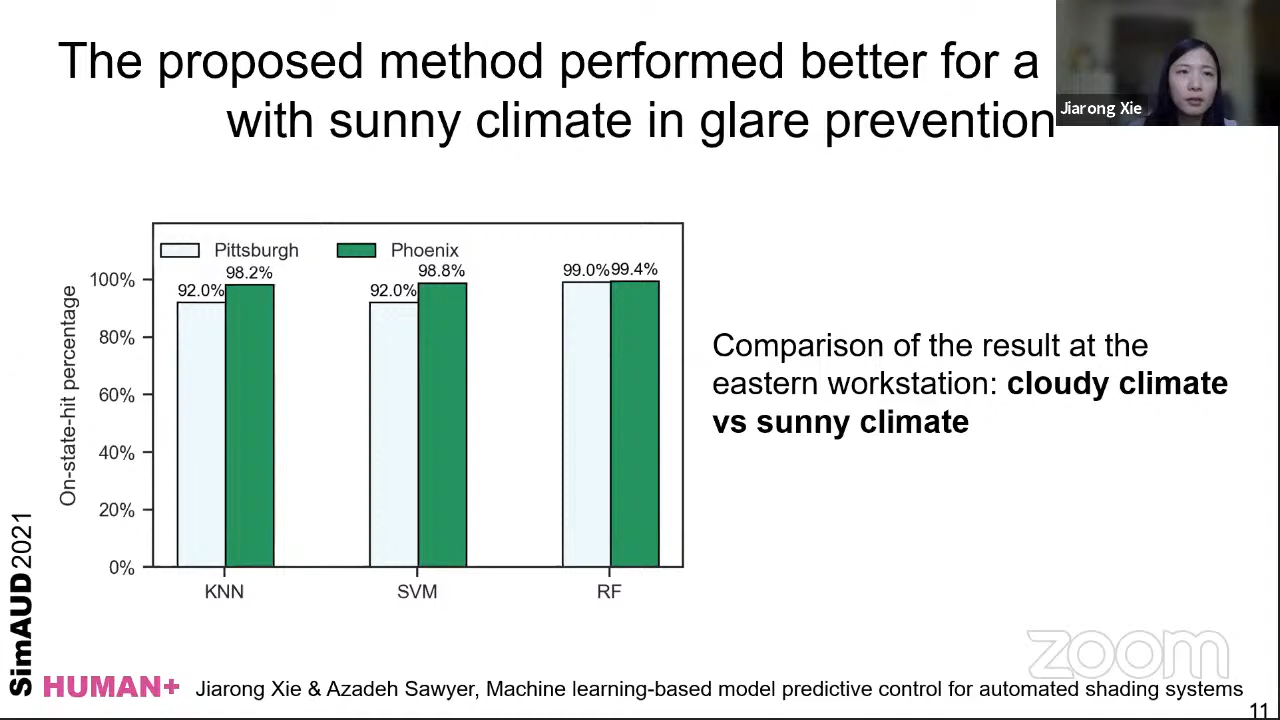 The proposed method performed better for a
with sunny climate in glare prevention
Jiarong Xie
Pittsburgh
Phoenix
On-state-hit percentage
100%
80%
60%
40%
20%
0%
92.0%
98.2%
92.0%
98.8%
99.0%
99.4%
KNN
SVM
RF
Comparison of the result at the
eastern workstation: cloudy climate
vs sunny climate
SimAUD2021
HUMAN+
Jiarong Xie & Azadeh Sawyer, Machine learning-based model predictive control for automated shading systems
zoom
11